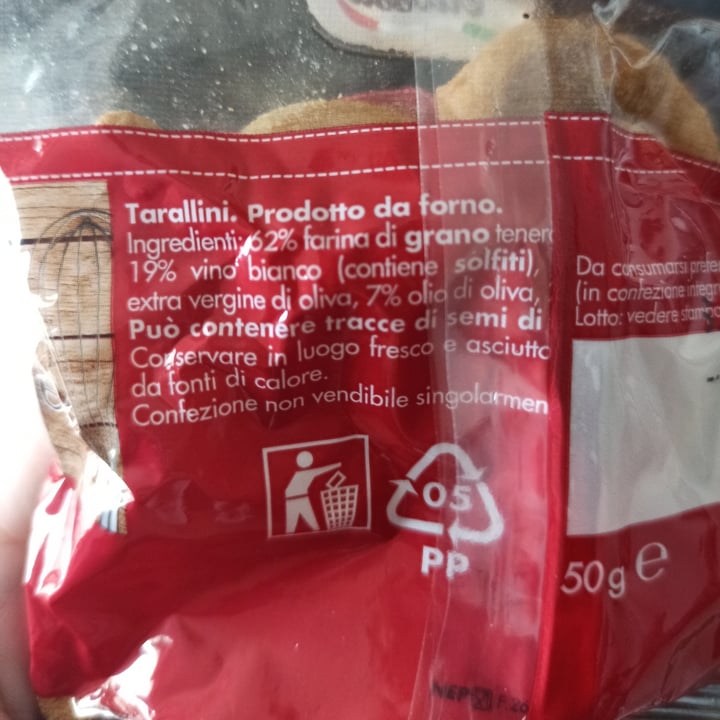 Tarallini. Prodotto da forno.
Ingredienti: 62% farina di grano tenero
19% vino bianco (contiene solfiti),
extra vergine di oliva, 7% olio di oliva,
Può contenere tracce di semi di
Conservare in luogo fresco e asciutto
da fonti di calore.
Confezione non vendibile singolarmen
Da consumarsi prefe
(in confezione integr
Lotto: vedere stampa
05
PP
50g e